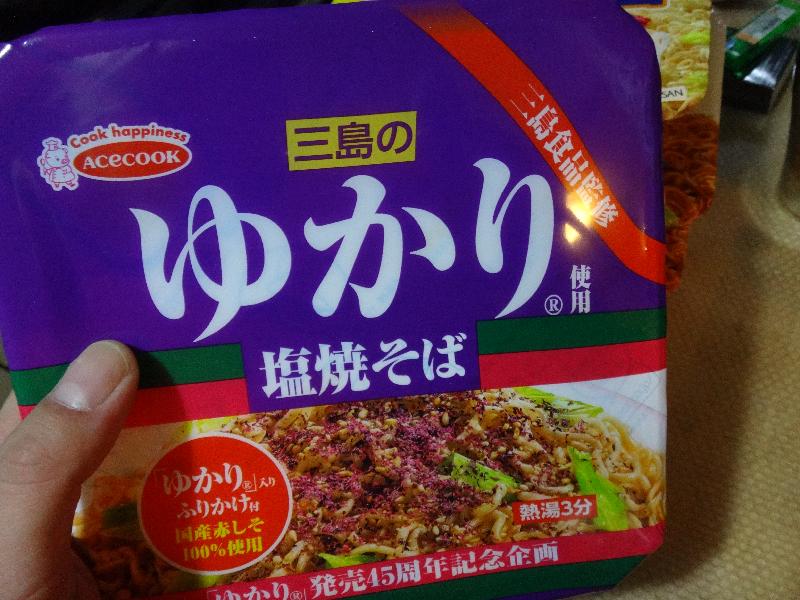 Cook happiness
ACECOOK
三島食品監修
三島の
ゆかり®
使用
塩焼そば
「ゆかり®」入り
ふりかけ付
国産赤しそ
100%使用
熱湯3分
「ゆかり®」発売45周年記念企画
SAN